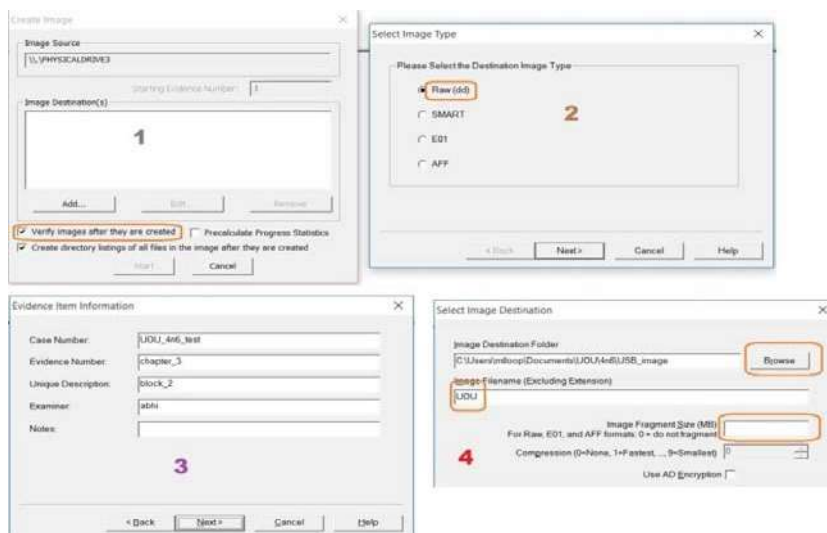 Create Image
Image Source
\\.\PHYSICALDRIVE3
Starting Evidence Number: 1
Image Destination(s)
1
Add... Edit... Remove
Verify images after they are created Precalculate Progress Statistics
Create directory listings of all files in the image after they are created
Start Cancel
Select Image Type
Please Select the Destination Image Type
Raw (dd)
SMART
2
E01
AFF
< Back Next > Cancel Help
Evidence Item Information
Case Number: UOU_4n6_test
Evidence Number: chapter_3
Unique Description: block_2
Examiner: abhi
Notes:
3
< Back Next > Cancel Help
Select Image Destination
Image Destination Folder
C:\Users\mtloop\Documents\UOU\4n6\USB_image Browse
Image Filename (Excluding Extension)
UOU
Image Fragment Size (MB)
For Raw, E01, and AFF formats: 0 = do not fragment
4
Compression (0=None, 1=Fastest, ..., 9=Smallest) 0
Use AD Encryption